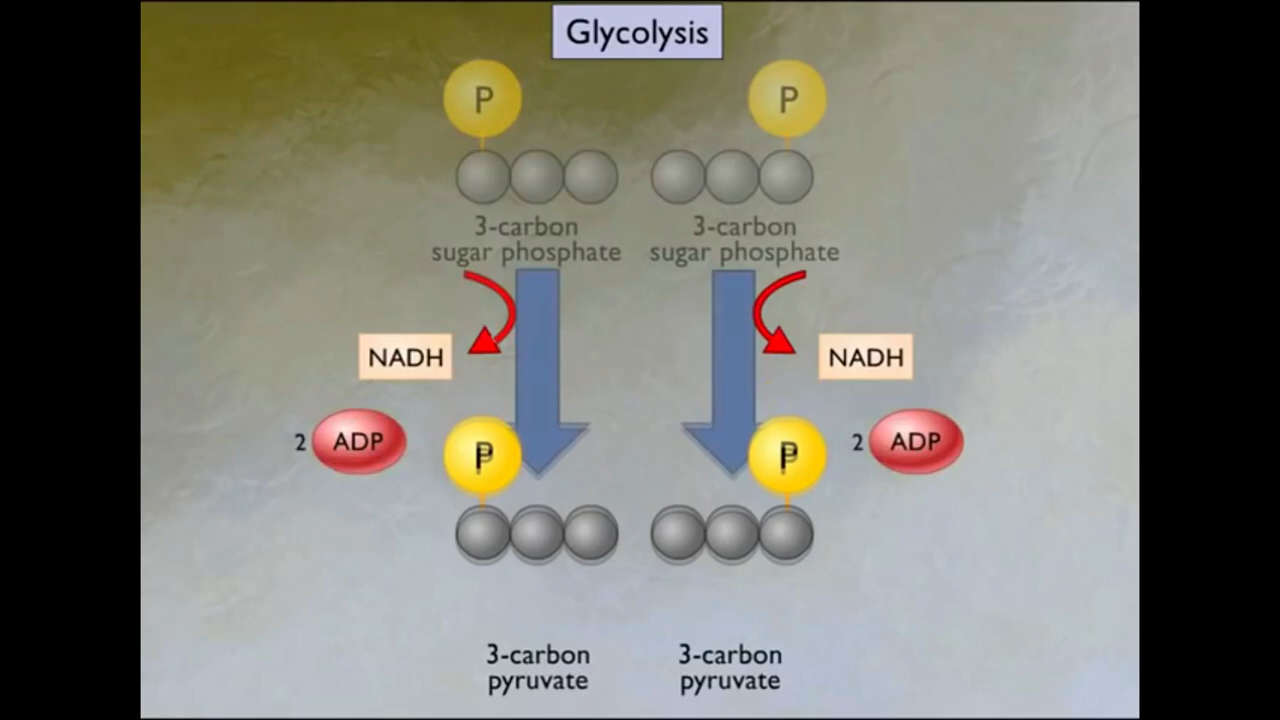 Glycolysis
P
P
3-carbon
sugar phosphate
3-carbon
sugar phosphate
NADH
NADH
2 ADP
P
P
2 ADP
3-carbon
pyruvate
3-carbon
pyruvate